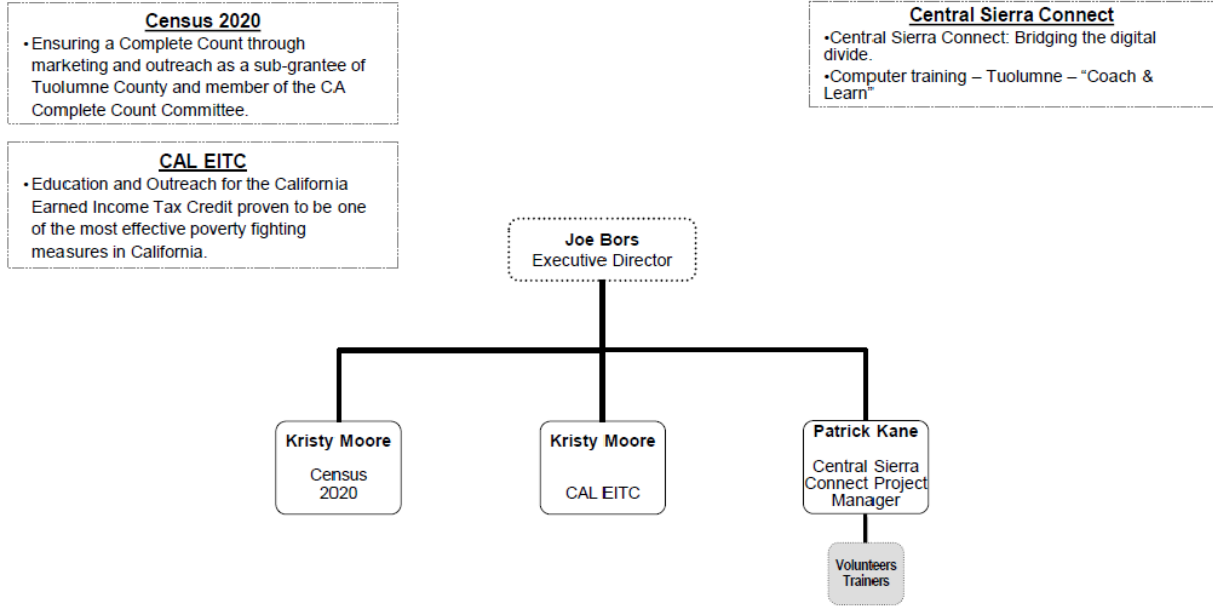 Census 2020
•Ensuring a Complete Count through
marketing and outreach as a sub-grantee of
Tuolumne County and member of the CA
Complete Count Committee.
CAL EITC
•Education and Outreach for the California
Earned Income Tax Credit proven to be one
of the most effective poverty fighting
measures in California.
Central Sierra Connect
•Central Sierra Connect: Bridging the digital
divide.
•Computer training – Tuolumne – “Coach &
Learn”
Joe Bors
Executive Director
Kristy Moore
Census
2020
Kristy Moore
CAL EITC
Patrick Kane
Central Sierra
Connect Project
Manager
Volunteers
Trainers